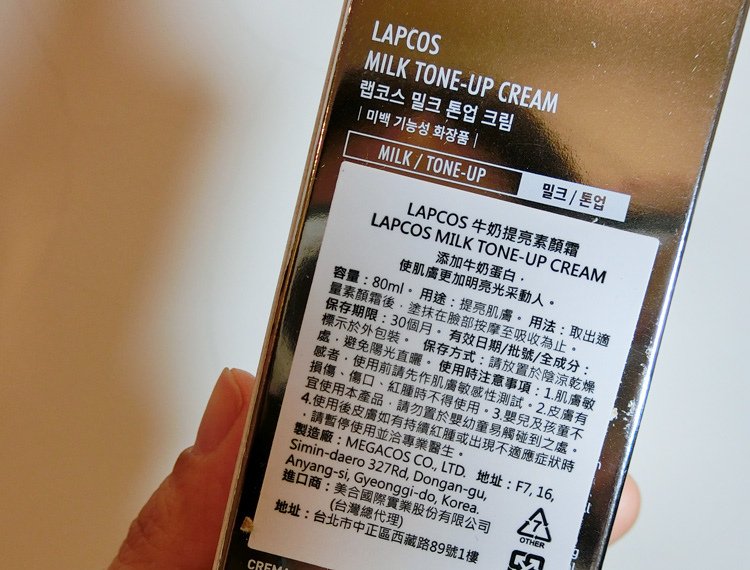 LAPCOS
MILK TONE-UP CREAM
랩코스 밀크 톤업 크림
| 미백 기능성 화장품 |
MILK / TONE-UP 밀크 / 톤업
LAPCOS 牛奶提亮素顏霜
LAPCOS MILK TONE-UP CREAM
添加牛奶蛋白，
使肌膚更加明亮光采動人。
容量：80ml。 用途：提亮肌膚。 用法：取出適
量素顏霜後，塗抹在臉部按摩至吸收為止。
保存期限：30個月。 有效日期/批號/全成分：
標示於外包裝。 保存方式：請放置於陰涼乾燥
處，避免陽光直曬。 使用時注意事項：1.肌膚敏
感者，使用前請先作肌膚敏感性測試。2.皮膚有
損傷、傷口、紅腫時不得使用。3.嬰兒及孩童不
宜使用本產品，請勿置於嬰幼童易觸碰到之處。
4.使用後皮膚如有持續紅腫或出現不適應症狀時
，請暫停使用並洽專業醫生。
製造廠：MEGACOS CO., LTD. 地址：F7, 16,
Simin-daero 327Rd, Dongan-gu,
Anyang-si, Gyeonggi-do, Korea.
進口商：美合國際實業股份有限公司
(台灣總代理)
地址：台北市中正區西藏路89號1樓
7
OTHER